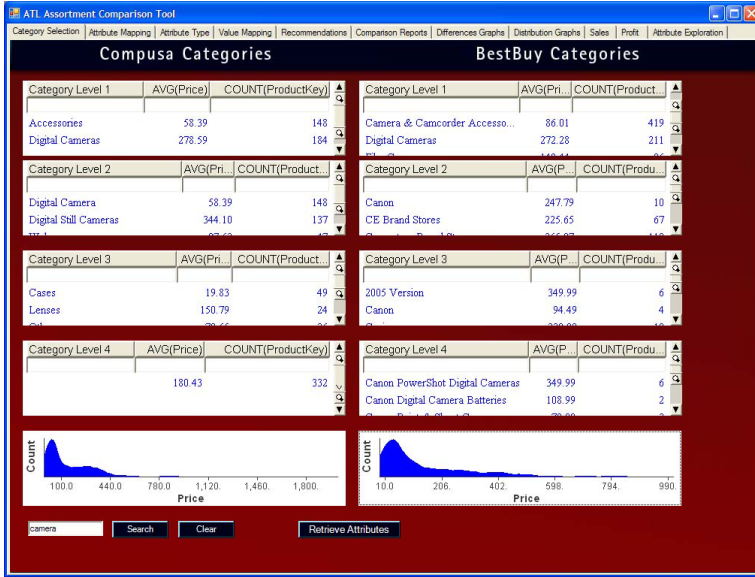 ATL Assortment Comparison Tool
Category Selection Attribute Mapping Attribute Type Value Mapping Recommendations Comparison Reports Differences Graphs Distribution Graphs Sales Profit Attribute Exploration
Compusa Categories
Category Level 1 AVG(Price) COUNT(ProductKey)
Accessories 58.39 148
Digital Cameras 278.59 184
Category Level 2 AVG(Pri... COUNT(Product...
Digital Camera 58.39 148
Digital Still Cameras 344.10 137
Category Level 3 AVG(Pri... COUNT(Product...
Cases 19.83 49
Lenses 150.79 24
Category Level 4 AVG(Price) COUNT(ProductKey)
180.43 332
Count
100.0 440.0 780.0 1,120. 1,460. 1,800.
Price
BestBuy Categories
Category Level 1 AVG(Pri... COUNT(Product...
Camera & Camcorder Accesso... 86.01 419
Digital Cameras 272.28 211
Category Level 2 AVG(P... COUNT(Product...
Canon 247.79 10
CE Brand Stores 225.65 67
Category Level 3 AVG(P... COUNT(Produ...
2005 Version 349.99 6
Canon 94.49 4
Category Level 4 AVG(P... COUNT(Produ...
Canon PowerShot Digital Cameras 349.99 6
Canon Digital Camera Batteries 108.99 2
Count
10.0 206. 402. 598. 794. 990.
Price
camera Search Clear Retrieve Attributes